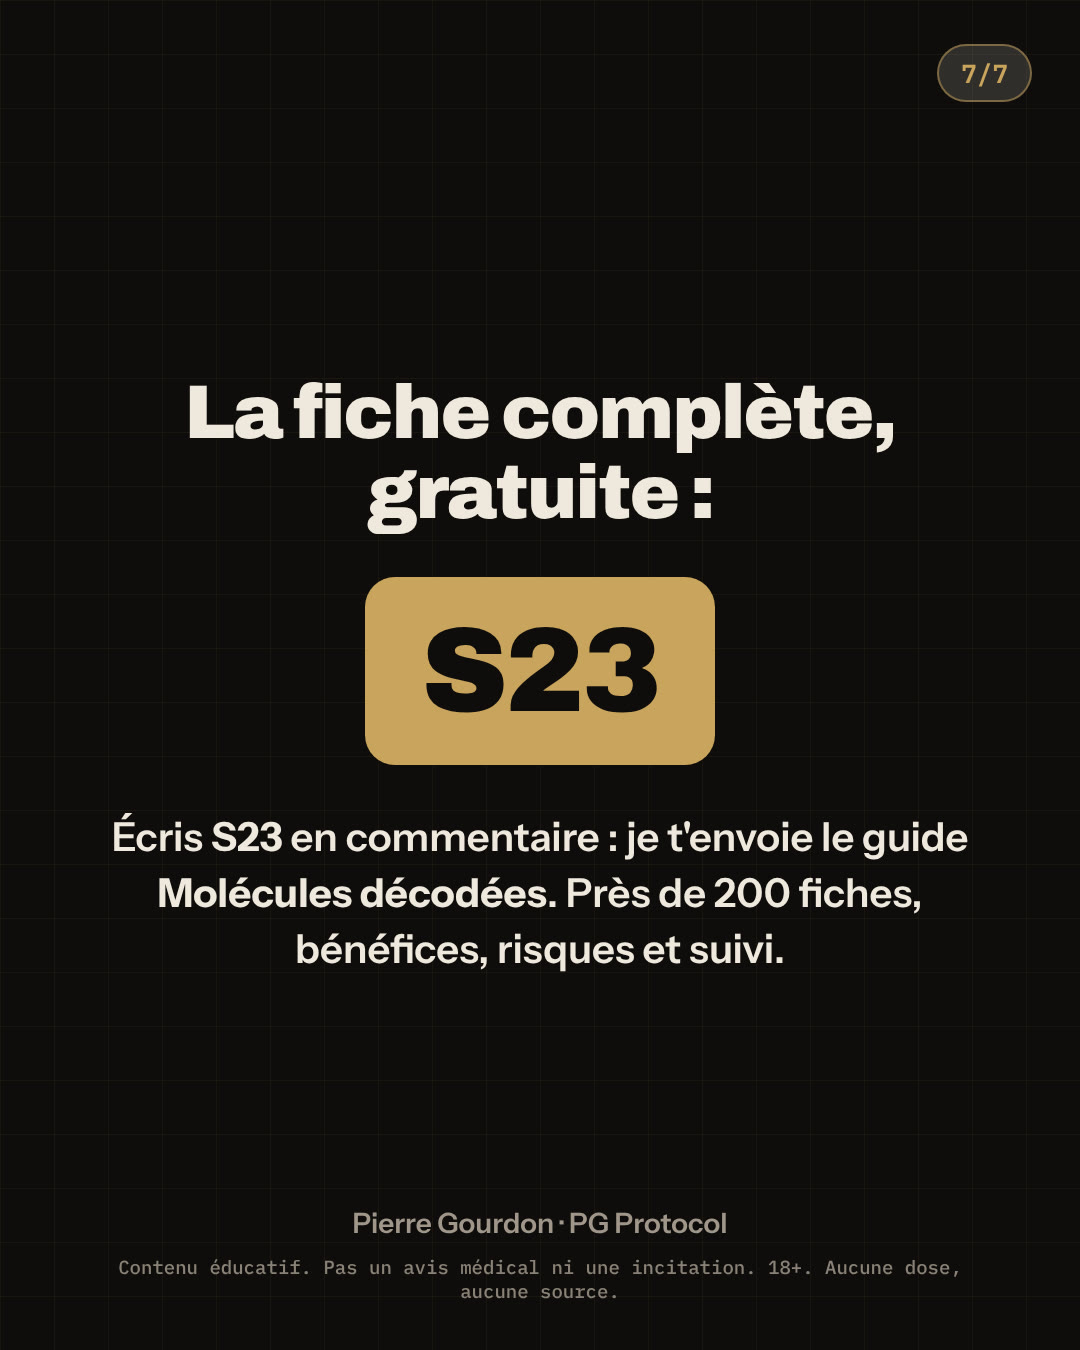 7/7
La fiche complète,
gratuite :
S23
Écris S23 en commentaire : je t'envoie le guide
Molécules décodées. Près de 200 fiches,
bénéfices, risques et suivi.
Pierre Gourdon · PG Protocol
Contenu éducatif. Pas un avis médical ni une incitation. 18+. Aucune dose,
aucune source.